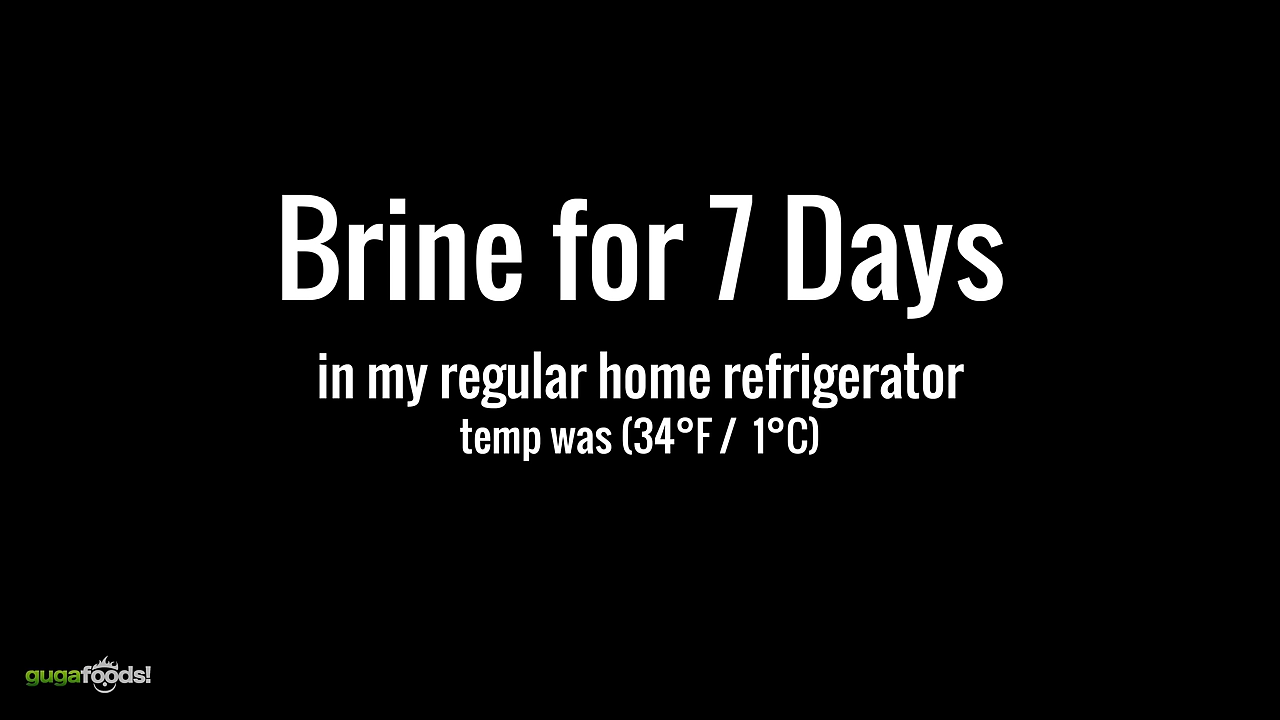 Brine for 7 Days
in my regular home refrigerator
temp was (34°F / 1°C)
gugafoods!